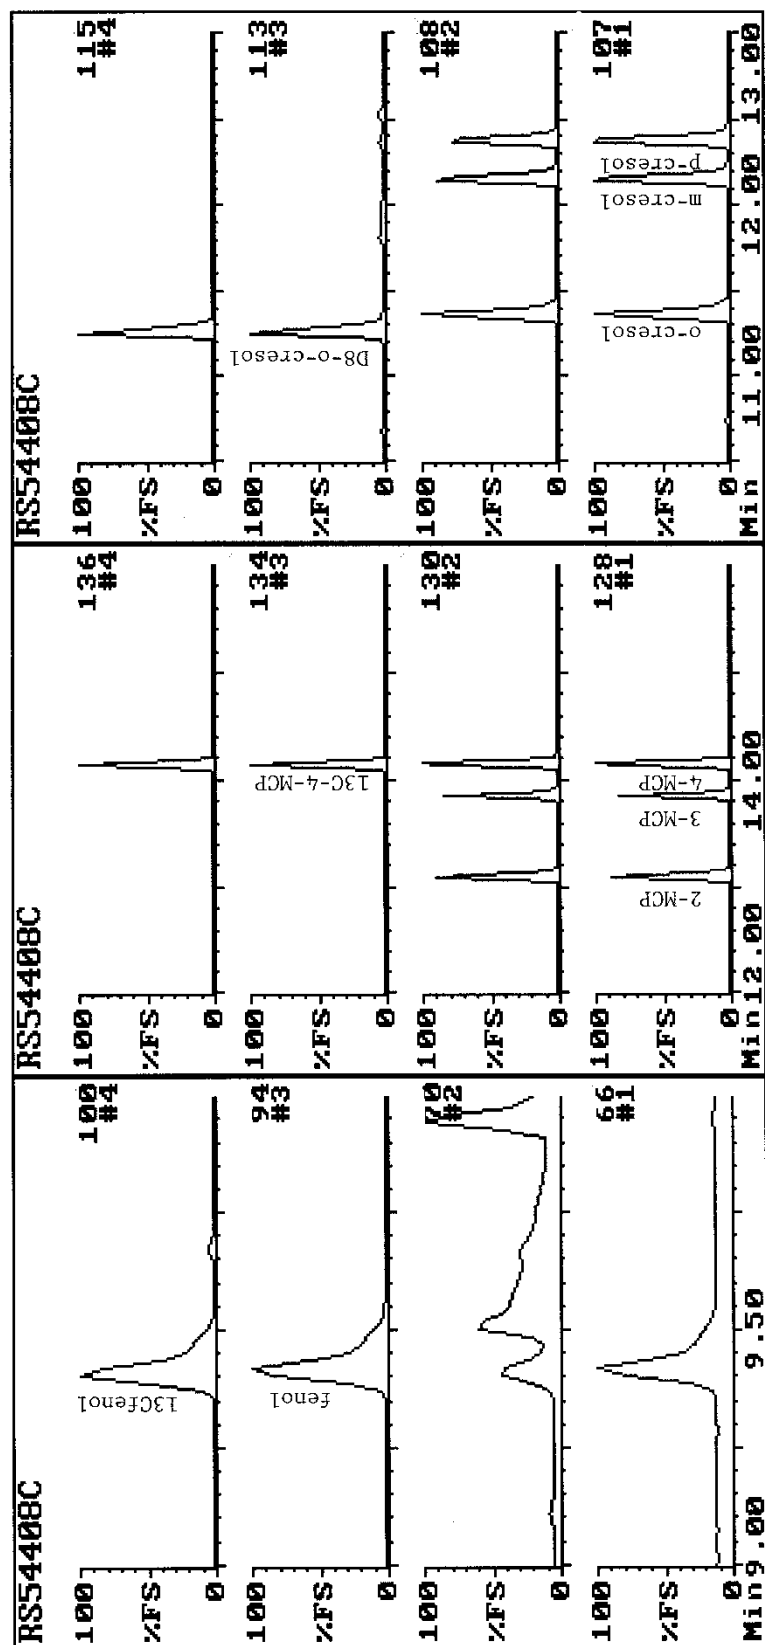 RS54408C
100
%FS
0
100
#4
13Cfenol
100
%FS
0
94
#3
fenol
100
%FS
0
70
#2
100
%FS
0
66
#1
Min 9.00 9.50
RS54408C
100
%FS
0
136
#4
100
%FS
0
134
#3
13C-4-MCP
100
%FS
0
130
#2
100
%FS
0
128
#1
2-MCP
3-MCP
4-MCP
Min 12.00 14.00
RS54408C
100
%FS
0
115
#4
100
%FS
0
113
#3
D8-o-cresol
100
%FS
0
108
#2
100
%FS
0
107
#1
o-cresol
m-cresol
p-cresol
Min 11.00 12.00 13.00